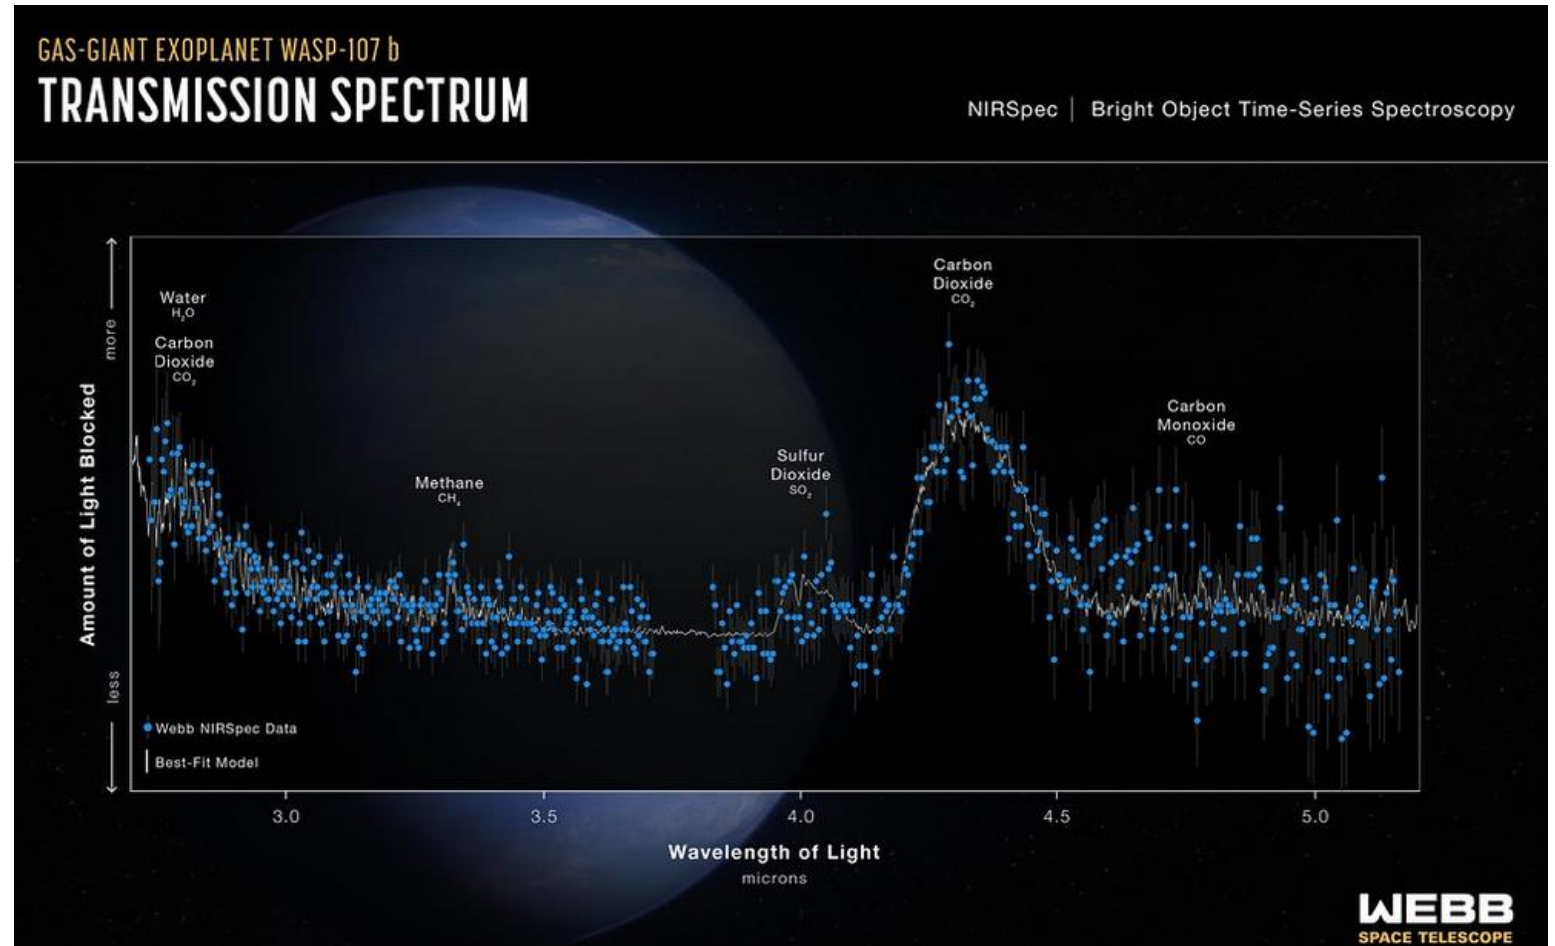 GAS-GIANT EXOPLANET WASP-107 b
TRANSMISSION SPECTRUM
NIRSpec | Bright Object Time-Series Spectroscopy
Water
H₂O
Carbon
Dioxide
CO₂
Methane
CH₄
Sulfur
Dioxide
SO₂
Carbon
Dioxide
CO₂
Carbon
Monoxide
CO
more
Amount of Light Blocked
less
Webb NIRSpec Data
Best-Fit Model
3.0 3.5 4.0 4.5 5.0
Wavelength of Light
microns
WEBB
SPACE TELESCOPE